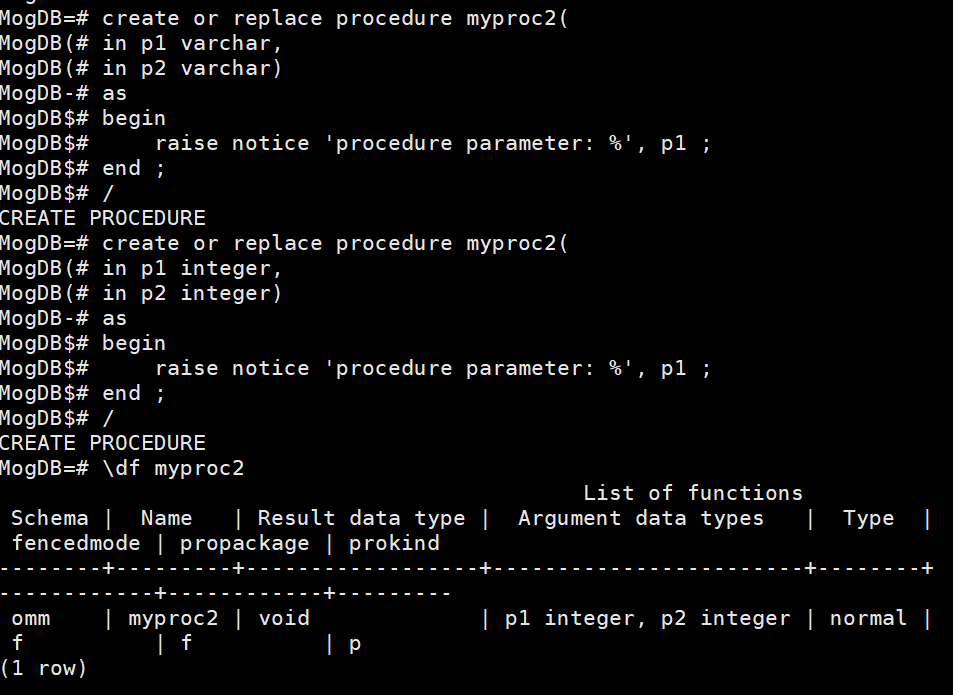 MogDB=# create or replace procedure myproc2(
MogDB(# in p1 varchar,
MogDB(# in p2 varchar)
MogDB-# as
MogDB$# begin
MogDB$#     raise notice 'procedure parameter: %', p1 ;
MogDB$# end ;
MogDB$# /
CREATE PROCEDURE
MogDB=# create or replace procedure myproc2(
MogDB(# in p1 integer,
MogDB(# in p2 integer)
MogDB-# as
MogDB$# begin
MogDB$#     raise notice 'procedure parameter: %', p1 ;
MogDB$# end ;
MogDB$# /
CREATE PROCEDURE
MogDB=# \df myproc2
                                             List of functions
 Schema |  Name   | Result data type |  Argument data types   |  Type  |
 fencedmode | propackage | prokind
--------+---------+------------------+------------------------+--------+
------------+------------+---------
 omm    | myproc2 | void             | p1 integer, p2 integer | normal |
 f          | f          | p
(1 row)